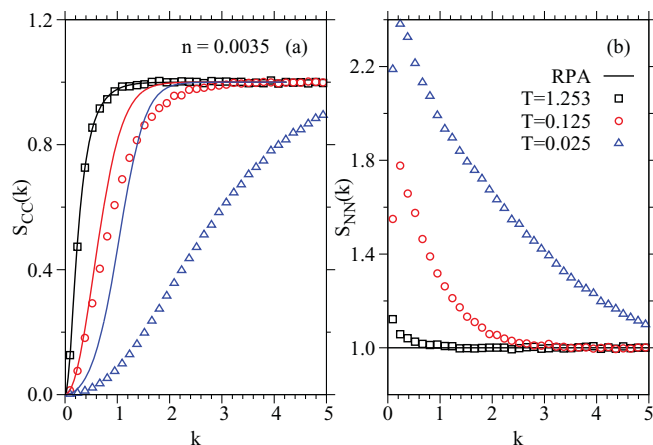 n = 0.0035 (a)
S_CC(k)
1.2
0.8
0.4
0.0
0 1 2 3 4 5
k
(b)
RPA
T=1.253
T=0.125
T=0.025
S_NN(k)
2.2
1.8
1.4
1.0
0 1 2 3 4 5
k